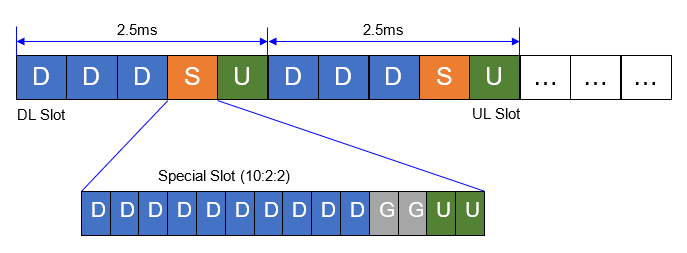 2.5ms 2.5ms
D D D S U D D D S U ... ... ...
DL Slot UL Slot
Special Slot (10:2:2)
D D D D D D D D D D G G U U